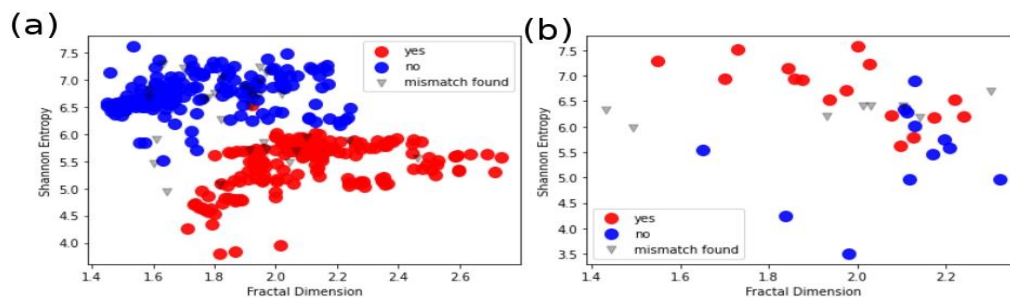 (a)
7.5
7.0
6.5
6.0
5.5
5.0
4.5
4.0
Shannon Entropy
yes
no
mismatch found
1.4 1.6 1.8 2.0 2.2 2.4 2.6
Fractal Dimension
(b)
7.5
7.0
6.5
6.0
5.5
5.0
4.5
4.0
3.5
Shannon Entropy
yes
no
mismatch found
1.4 1.6 1.8 2.0 2.2
Fractal Dimension